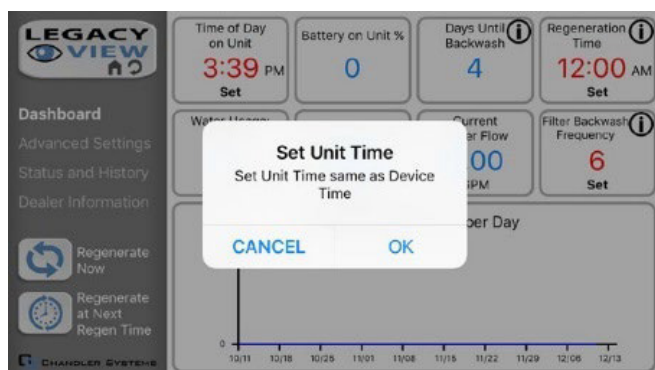 LEGACY
VIEW
Dashboard
Advanced Settings
Status and History
Dealer Information
Regenerate
Now
Regenerate
at Next
Regen Time
CHANDLER SYSTEMS
Time of Day
on Unit
3:39 PM
Set
Battery on Unit %
0
Days Until
Backwash
4
Regeneration
Time
12:00 AM
Set
Water Usage
Current
er Flow
00
GPM
Filter Backwash
Frequency
6
Set
Set Unit Time
Set Unit Time same as Device
Time
CANCEL OK
per Day
0
10/11 10/18 10/25 11/01 11/08 11/15 11/22 11/29 12/06 12/13